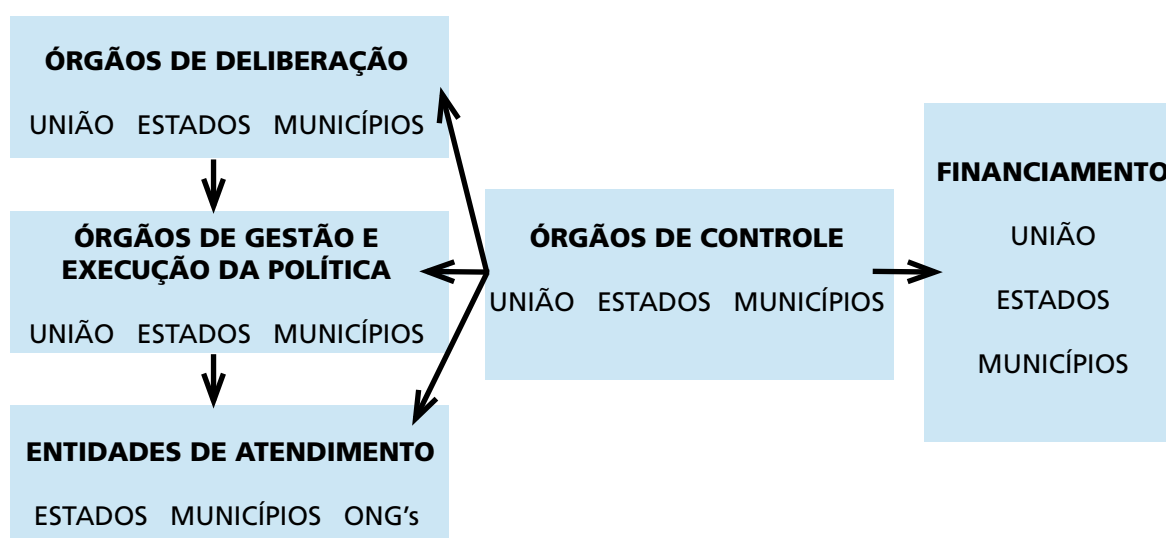 ÓRGÃOS DE DELIBERAÇÃO
UNIÃO ESTADOS MUNICÍPIOS
ÓRGÃOS DE GESTÃO E
EXECUÇÃO DA POLÍTICA
UNIÃO ESTADOS MUNICÍPIOS
ENTIDADES DE ATENDIMENTO
ESTADOS MUNICÍPIOS ONG's
ÓRGÃOS DE CONTROLE
UNIÃO ESTADOS MUNICÍPIOS
FINANCIAMENTO
UNIÃO
ESTADOS
MUNICÍPIOS